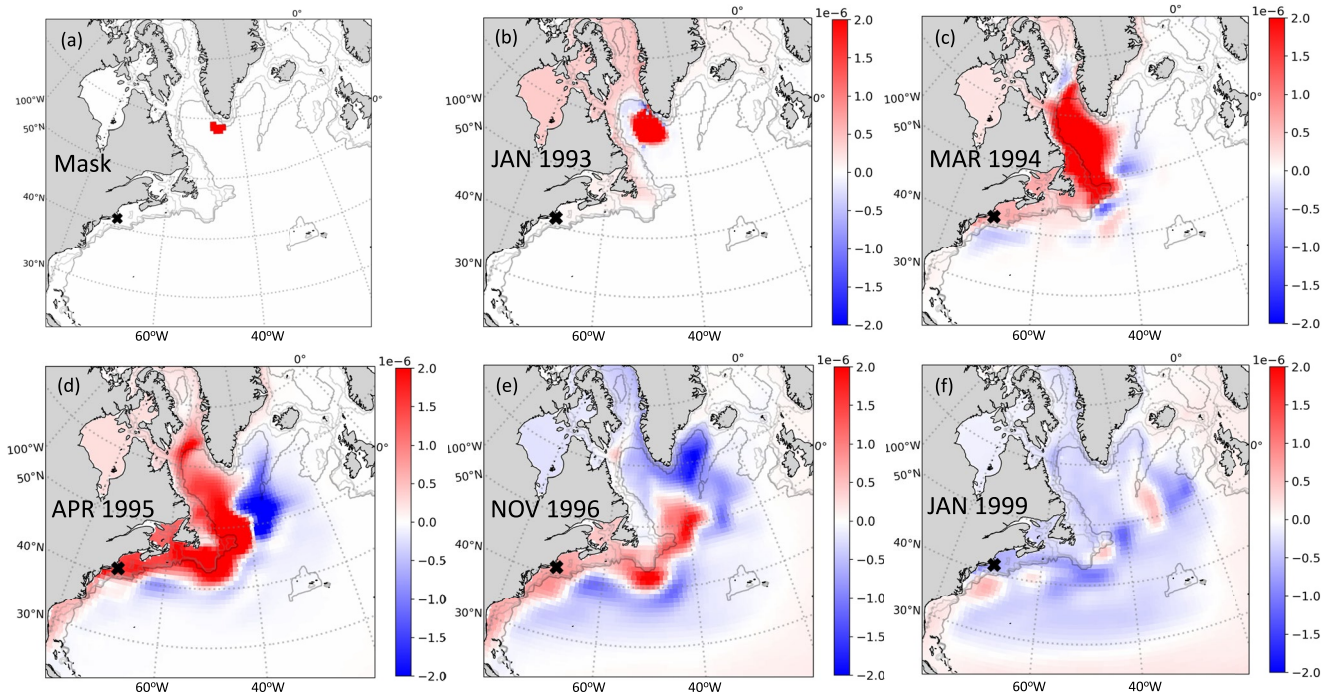 (a)
0°
100°W
50°N
0°
Mask
40°N
30°N
60°W
40°W
(b)
0°
1e−6
2.0
1.5
1.0
0.5
0.0
−0.5
−1.0
−1.5
−2.0
100°W
50°N
0°
JAN 1993
40°N
30°N
60°W
40°W
(c)
0°
1e−6
2.0
1.5
1.0
0.5
0.0
−0.5
−1.0
−1.5
−2.0
100°W
50°N
0°
MAR 1994
40°N
30°N
60°W
40°W
(d)
0°
1e−6
2.0
1.5
1.0
0.5
0.0
−0.5
−1.0
−1.5
−2.0
100°W
50°N
0°
APR 1995
40°N
30°N
60°W
40°W
(e)
0°
1e−6
2.0
1.5
1.0
0.5
0.0
−0.5
−1.0
−1.5
−2.0
100°W
50°N
0°
NOV 1996
40°N
30°N
60°W
40°W
(f)
0°
1e−6
2.0
1.5
1.0
0.5
0.0
−0.5
−1.0
−1.5
−2.0
100°W
50°N
0°
JAN 1999
40°N
30°N
60°W
40°W